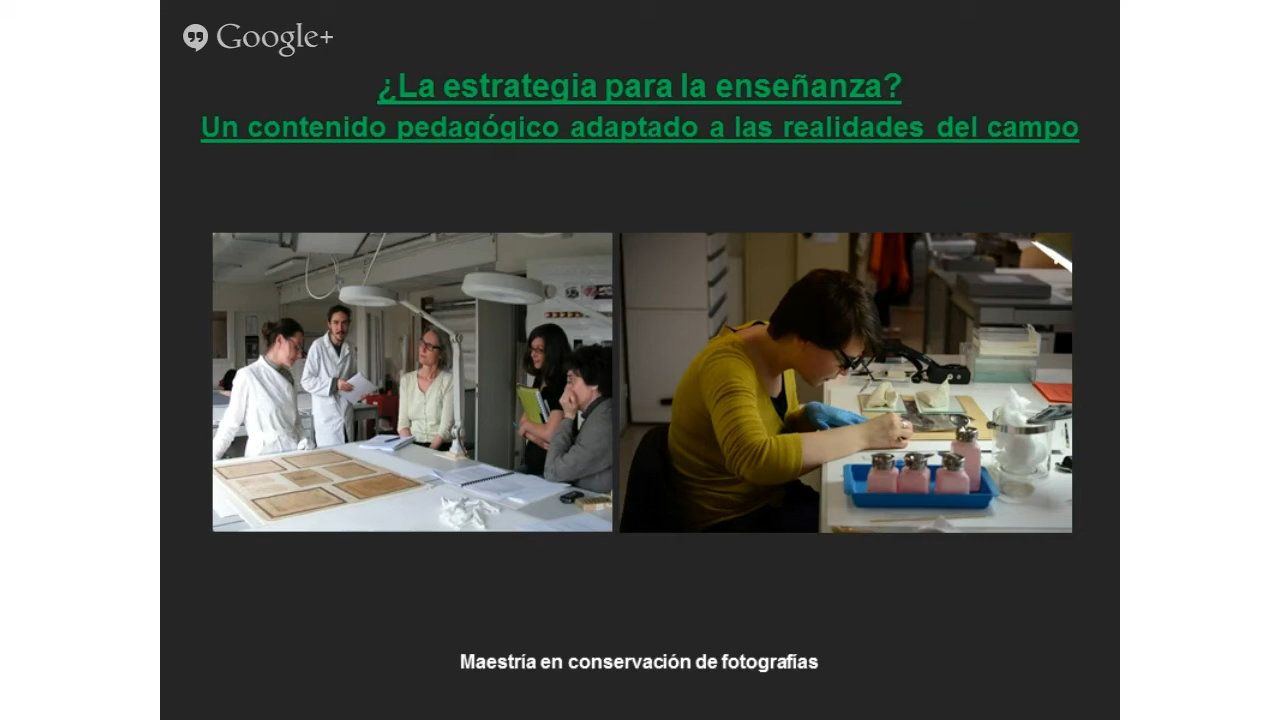 Google+
¿La estrategia para la enseñanza?
Un contenido pedagógico adaptado a las realidades del campo
Maestría en conservación de fotografías